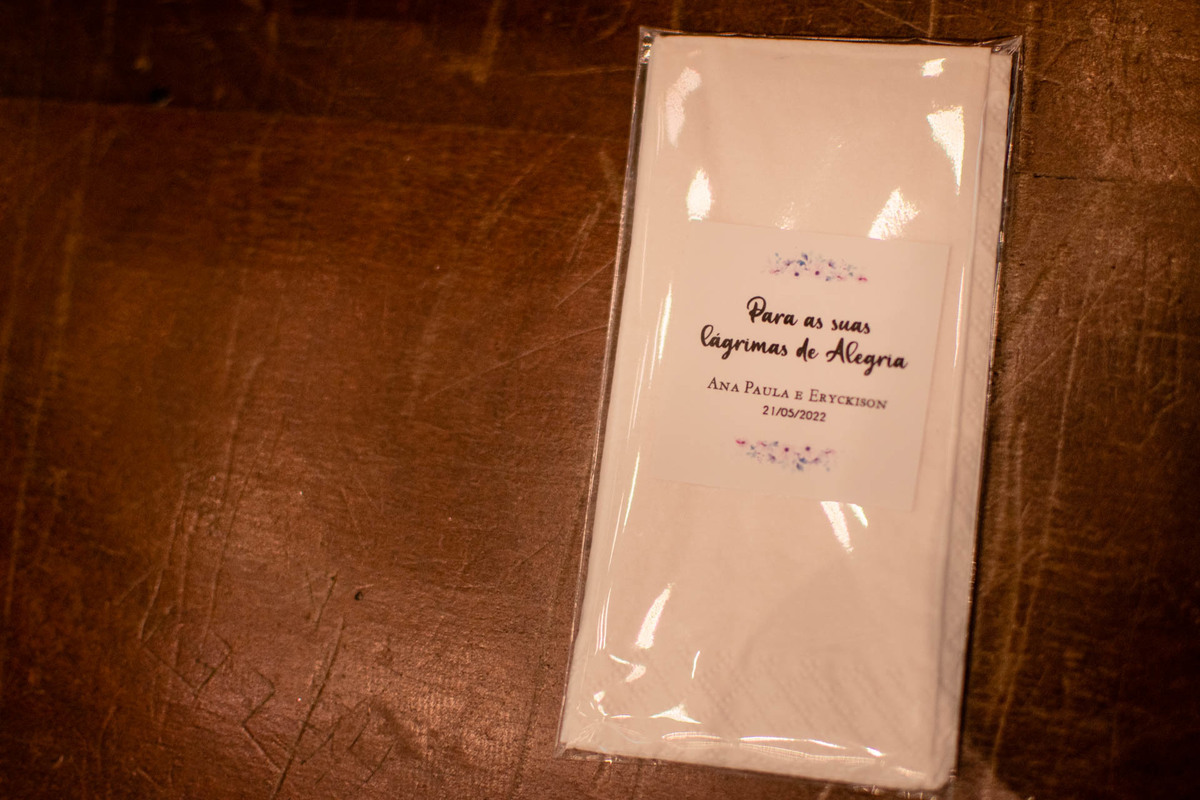 Para as suas
lágrimas de Alegria
Ana Paula e Eryckison
21/05/2022